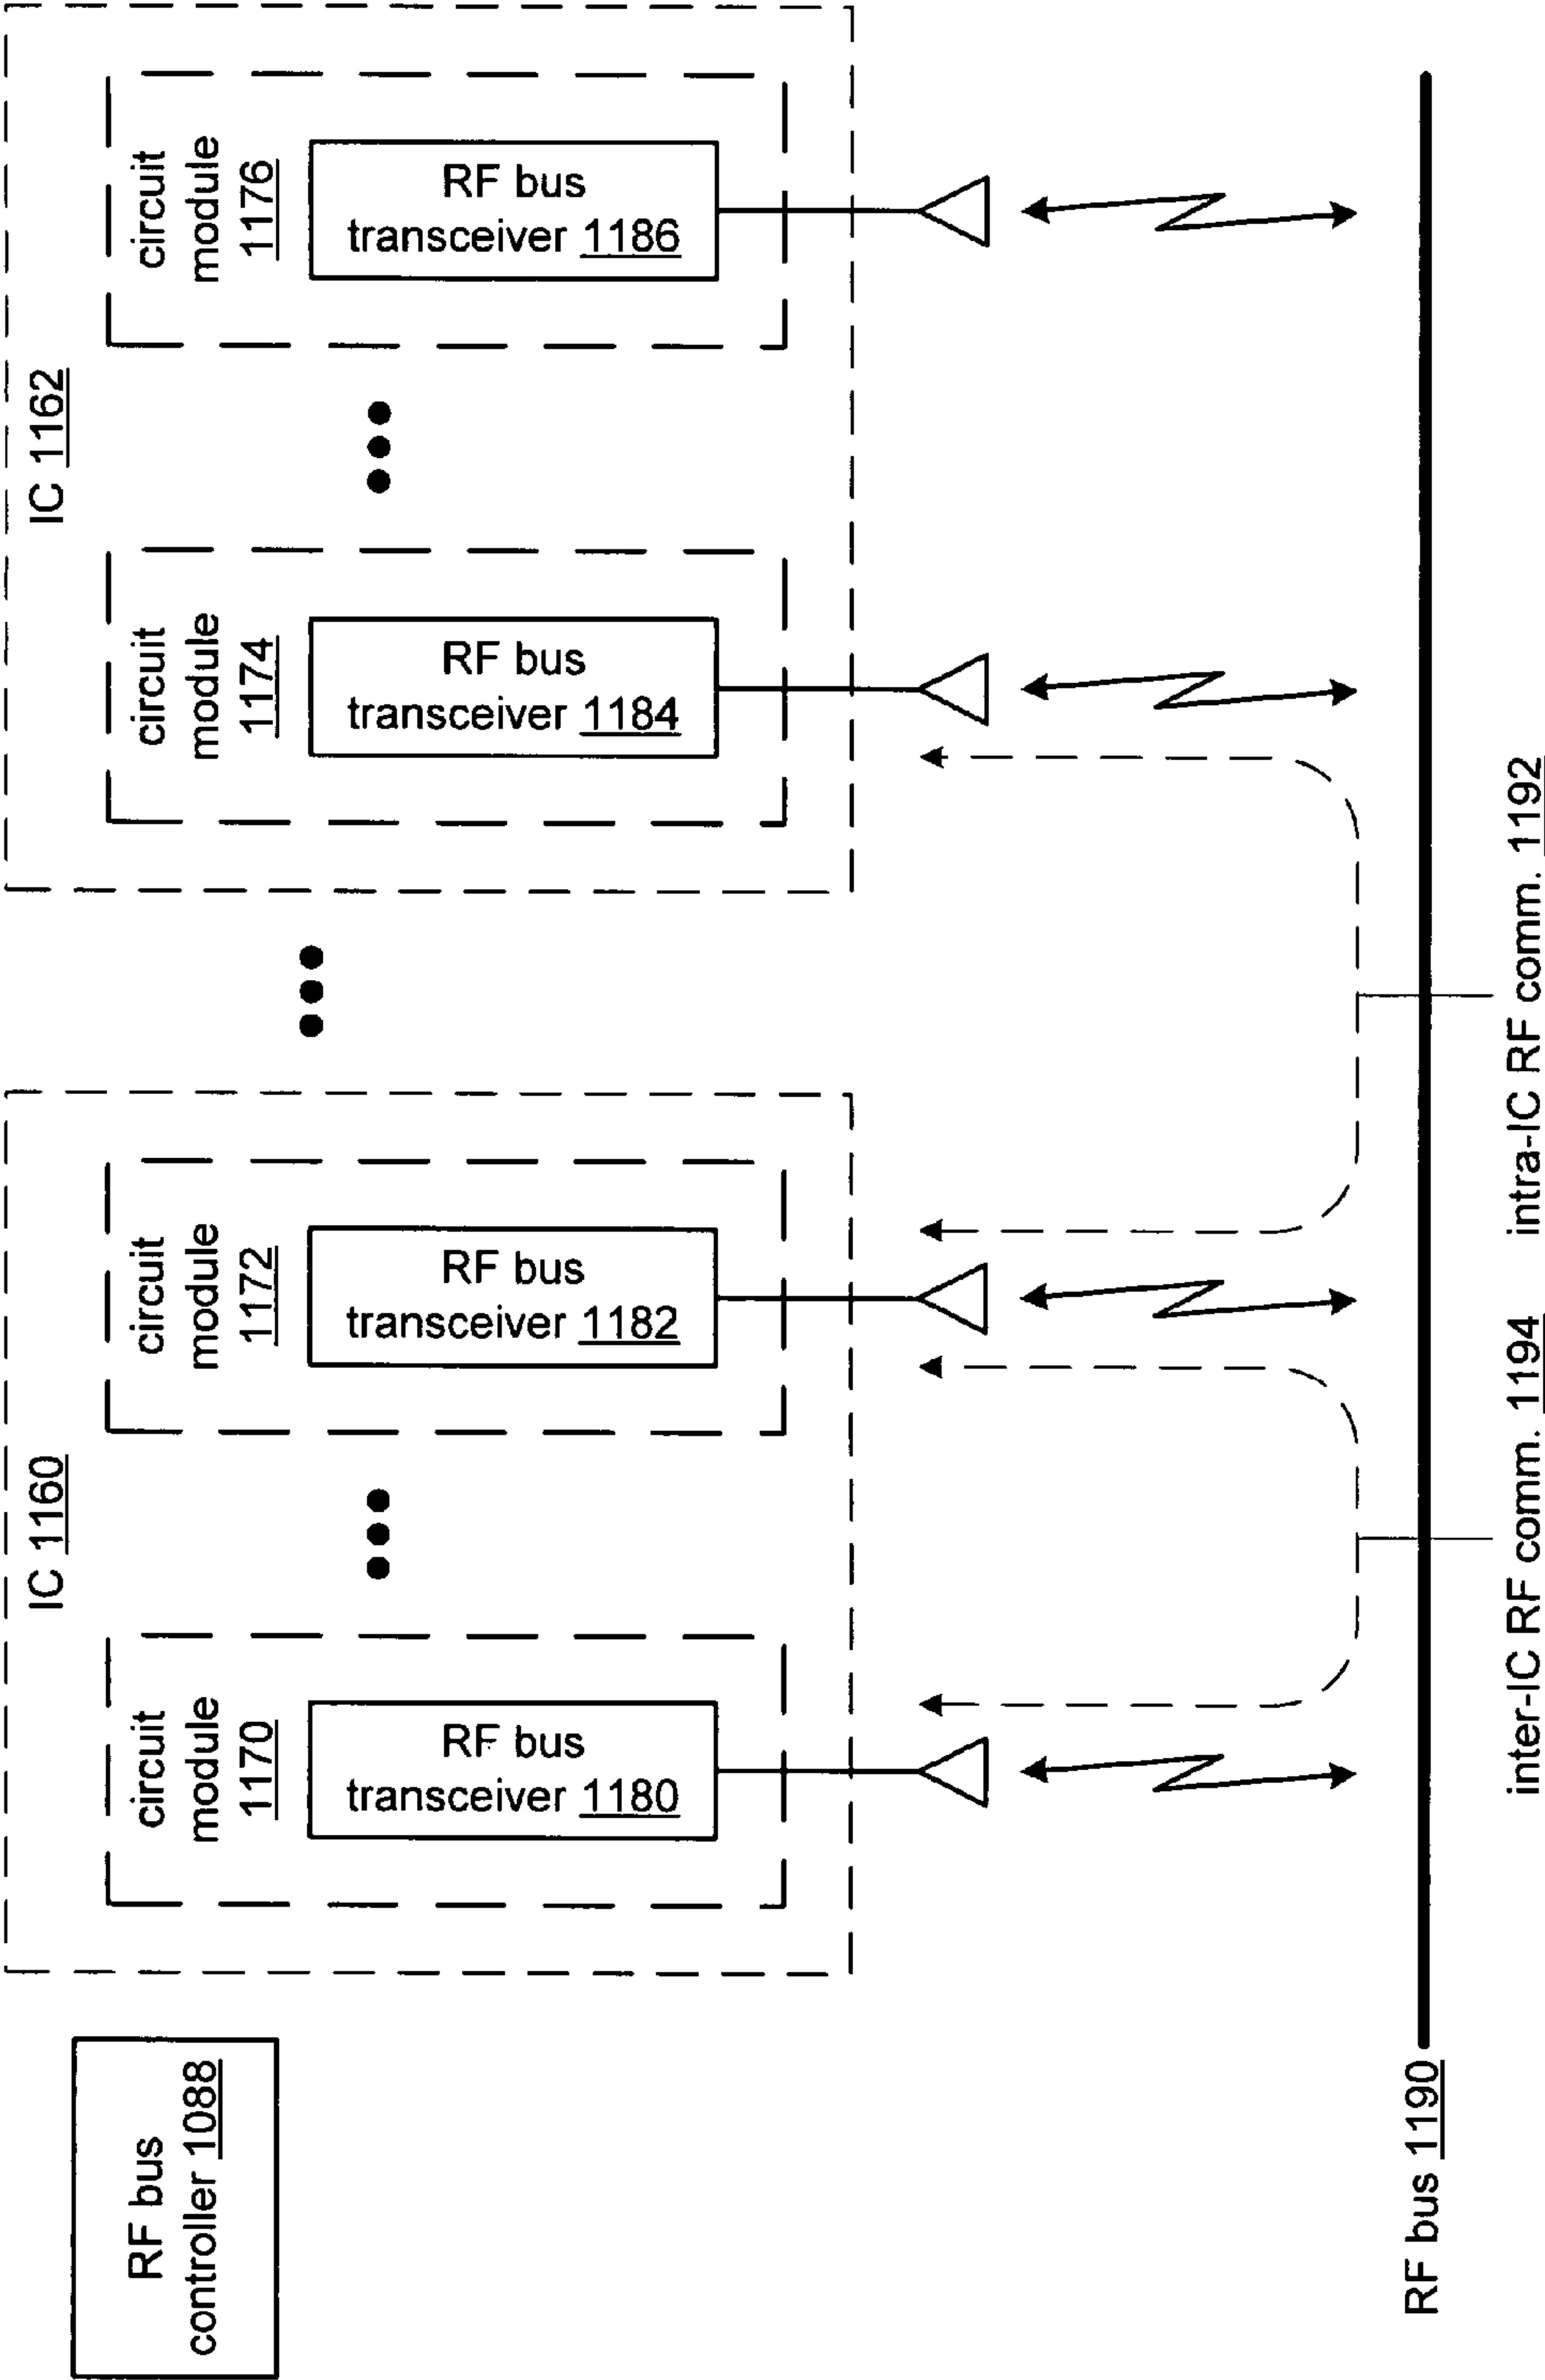 RF bus
controller 1088
IC 1160
circuit
module
1170
RF bus
transceiver 1180
circuit
module
1172
RF bus
transceiver 1182
IC 1162
circuit
module
1174
RF bus
transceiver 1184
circuit
module
1176
RF bus
transceiver 1186
RF bus 1190
inter-IC RF comm. 1194
intra-IC RF comm. 1192